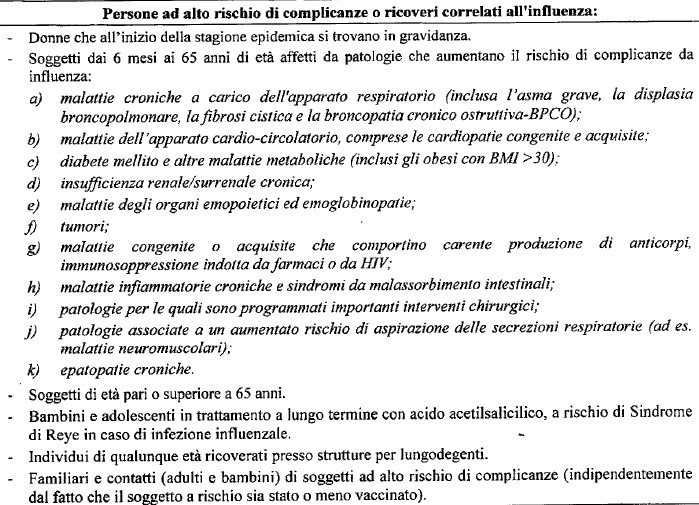 Persone ad alto rischio di complicanze o ricoveri correlati all'influenza:
- Donne che all'inizio della stagione epidemica si trovano in gravidanza.
- Soggetti dai 6 mesi ai 65 anni di età affetti da patologie che aumentano il rischio di complicanze da
influenza:
a) malattie croniche a carico dell'apparato respiratorio (inclusa l'asma grave, la displasia
broncopolmonare, la fibrosi cistica e la broncopatia cronico ostruttiva-BPCO);
b) malattie dell'apparato cardio-circolatorio, comprese le cardiopatie congenite e acquisite;
c) diabete mellito e altre malattie metaboliche (inclusi gli obesi con BMI >30);
d) insufficienza renale/surrenale cronica;
e) malattie degli organi emopoietici ed emoglobinopatie;
f) tumori;
g) malattie congenite o acquisite che comportino carente produzione di anticorpi,
immunosoppressione indotta da farmaci o da HIV;
h) malattie infiammatorie croniche e sindromi da malassorbimento intestinali;
i) patologie per le quali sono programmati importanti interventi chirurgici;
j) patologie associate a un aumentato rischio di aspirazione delle secrezioni respiratorie (ad es.
malattie neuromuscolari);
k) epatopatie croniche.
- Soggetti di età pari o superiore a 65 anni.
- Bambini e adolescenti in trattamento a lungo termine con acido acetilsalicilico, a rischio di Sindrome
di Reye in caso di infezione influenzale.
- Individui di qualunque età ricoverati presso strutture per lungodegenti.
- Familiari e contatti (adulti e bambini) di soggetti ad alto rischio di complicanze (indipendentemente
dal fatto che il soggetto a rischio sia stato o meno vaccinato).